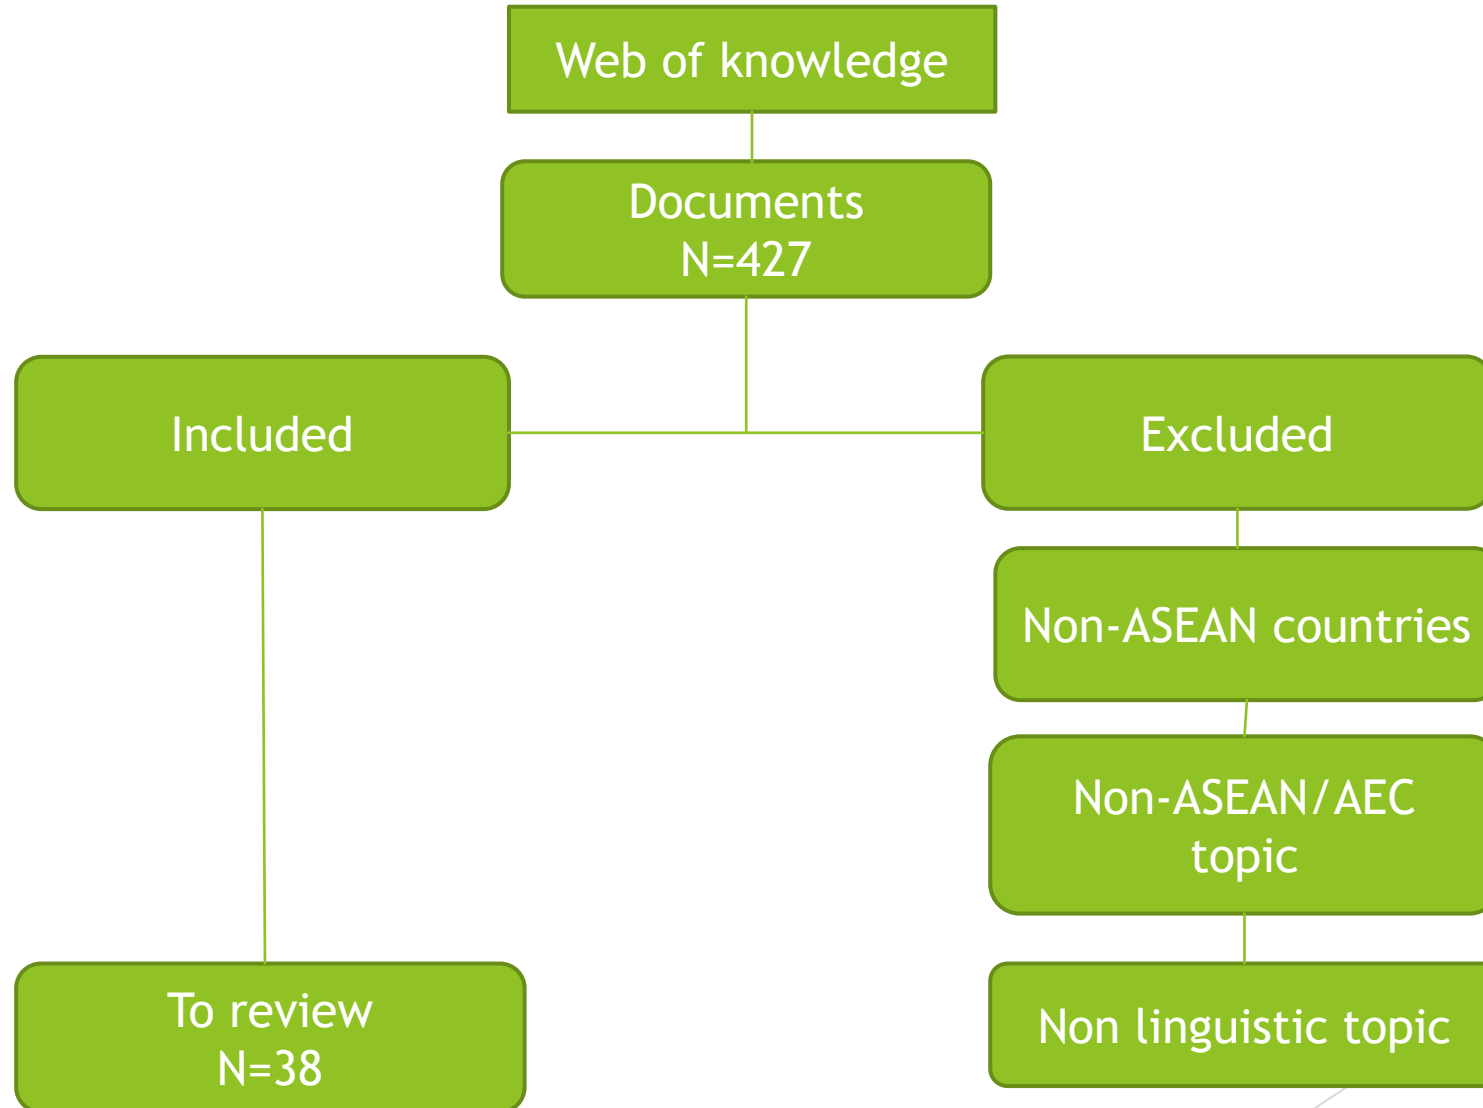 Web of knowledge
Documents
N=427
Included
Excluded
Non-ASEAN countries
Non-ASEAN/AEC
topic
To review
N=38
Non linguistic topic